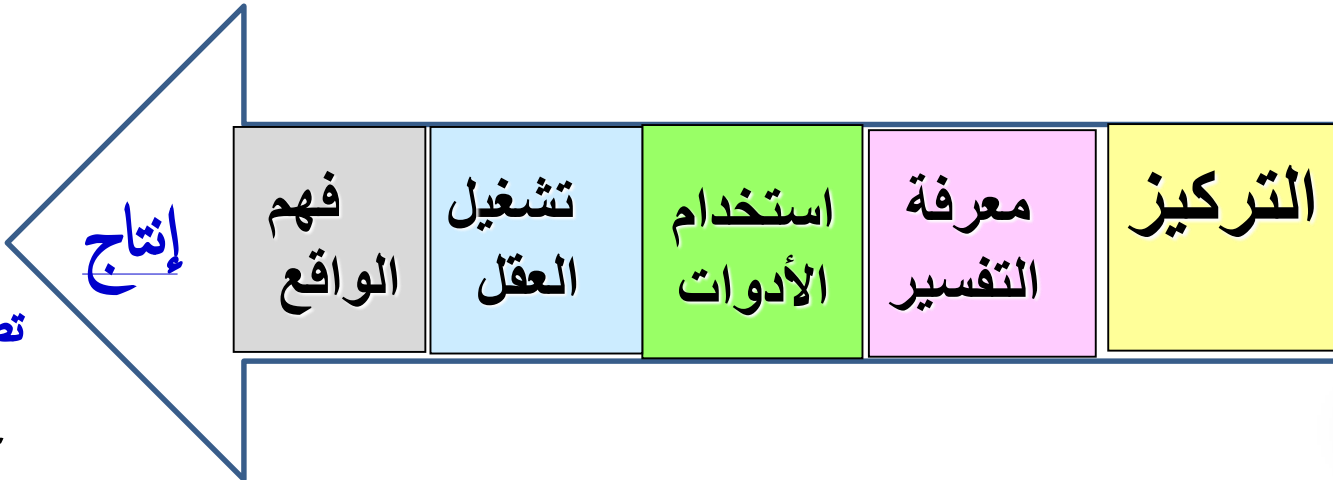 التركيز
معرفة
التفسير
استخدام
الأدوات
تشغيل
العقل
فهم
الواقع
إنتاج